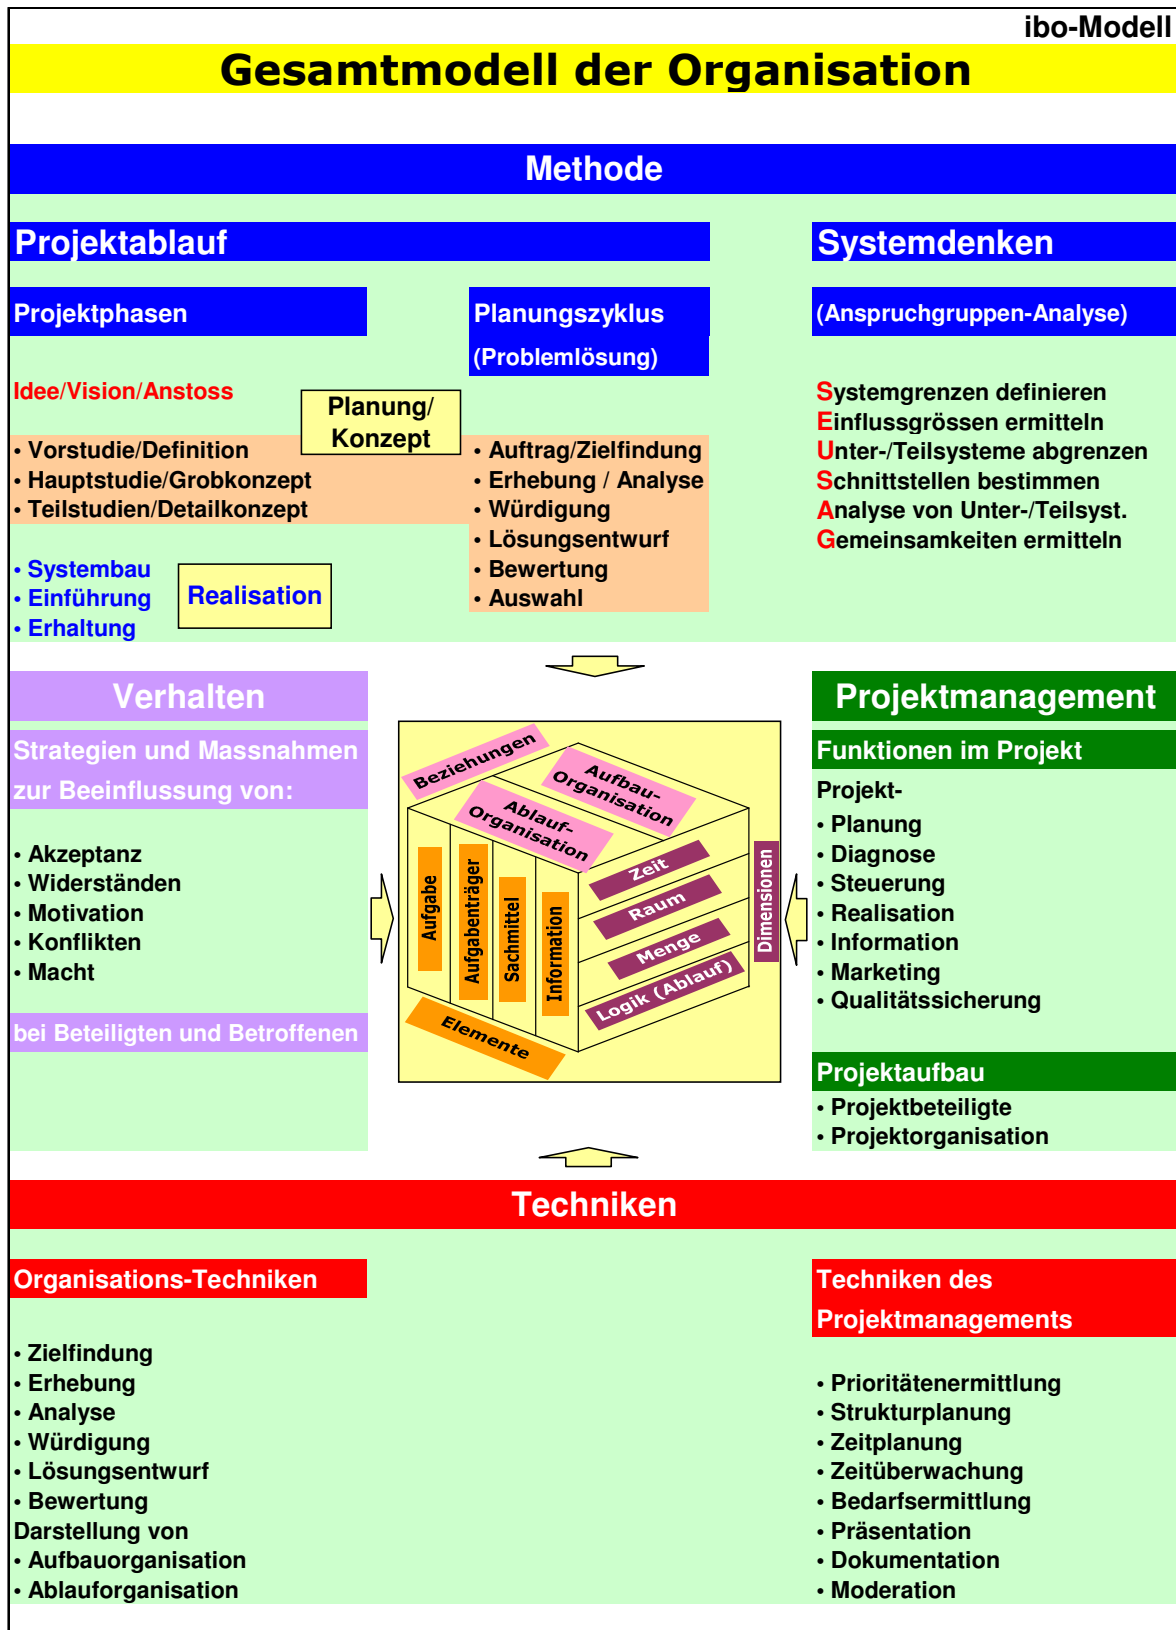 ibo-Modell
Gesamtmodell der Organisation
Methode
Projektablauf
Systemdenken
Projektphasen
Planungszyklus
(Problemlösung)
(Anspruchgruppen-Analyse)
Idee/Vision/Anstoss
Planung/
Konzept
• Vorstudie/Definition
• Hauptstudie/Grobkonzept
• Teilstudien/Detailkonzept
• Systembau
• Einführung
• Erhaltung
Realisation
• Auftrag/Zielfindung
• Erhebung / Analyse
• Würdigung
• Lösungsentwurf
• Bewertung
• Auswahl
Systemgrenzen definieren
Einflussgrössen ermitteln
Unter-/Teilsysteme abgrenzen
Schnittstellen bestimmen
Analyse von Unter-/Teilsyst.
Gemeinsamkeiten ermitteln
Verhalten
Strategien und Massnahmen
zur Beeinflussung von:
• Akzeptanz
• Widerständen
• Motivation
• Konflikten
• Macht
bei Beteiligten und Betroffenen
Beziehungen
Aufbau-
Organisation
Ablauf-
Organisation
Aufgabe
Aufgabenträger
Sachmittel
Information
Elemente
Zeit
Raum
Menge
Logik (Ablauf)
Dimensionen
Projektmanagement
Funktionen im Projekt
Projekt-
• Planung
• Diagnose
• Steuerung
• Realisation
• Information
• Marketing
• Qualitätssicherung
Projektaufbau
• Projektbeteiligte
• Projektorganisation
Techniken
Organisations-Techniken
• Zielfindung
• Erhebung
• Analyse
• Würdigung
• Lösungsentwurf
• Bewertung
Darstellung von
• Aufbauorganisation
• Ablauforganisation
Techniken des
Projektmanagements
• Prioritätenermittlung
• Strukturplanung
• Zeitplanung
• Zeitüberwachung
• Bedarfsermittlung
• Präsentation
• Dokumentation
• Moderation